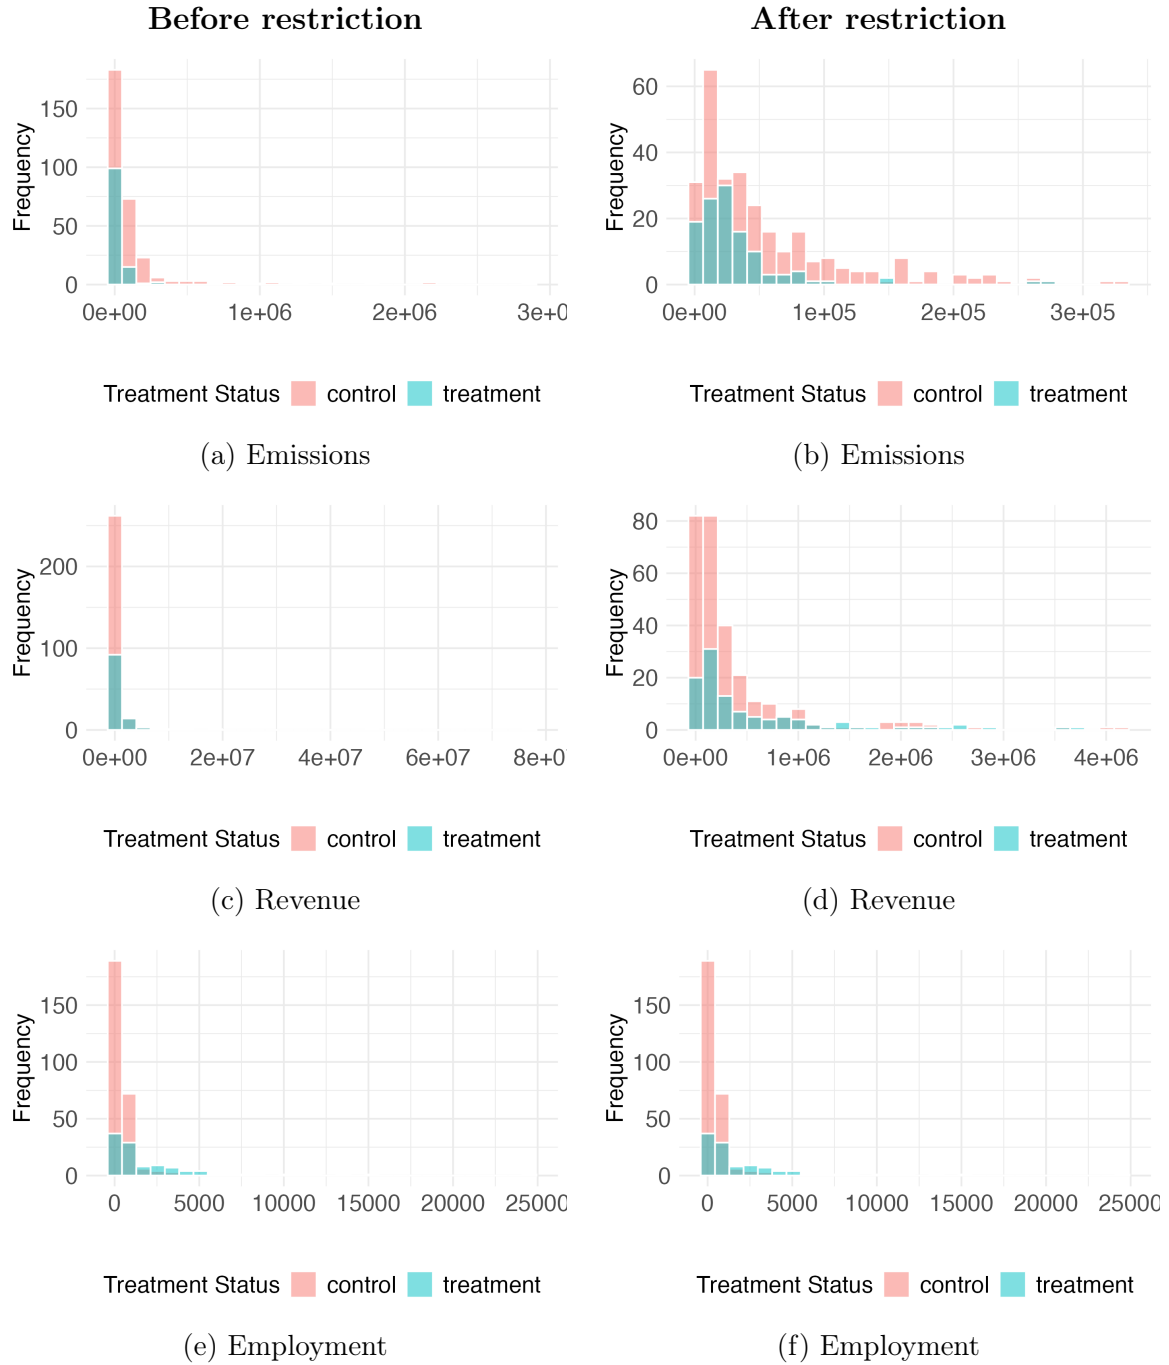 Before restriction
After restriction
Frequency
150
100
50
0
0e+00 1e+06 2e+06 3e+0
Treatment Status control treatment
(a) Emissions
Frequency
60
40
20
0
0e+00 1e+05 2e+05 3e+05
Treatment Status control treatment
(b) Emissions
Frequency
200
100
0
0e+00 2e+07 4e+07 6e+07 8e+0
Treatment Status control treatment
(c) Revenue
Frequency
80
60
40
20
0
0e+00 1e+06 2e+06 3e+06 4e+06
Treatment Status control treatment
(d) Revenue
Frequency
150
100
50
0
0 5000 10000 15000 20000 25000
Treatment Status control treatment
(e) Employment
Frequency
150
100
50
0
0 5000 10000 15000 20000 25000
Treatment Status control treatment
(f) Employment